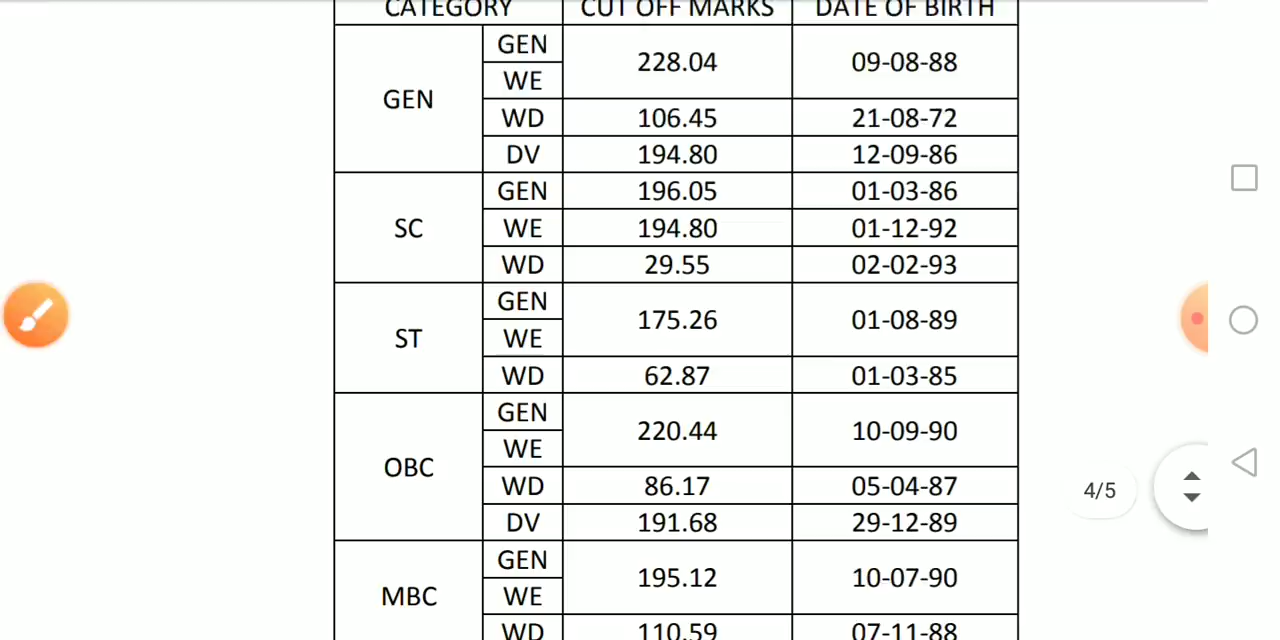 CATEGORY CUT OFF MARKS DATE OF BIRTH
GEN GEN 228.04 09-08-88
WE
WD 106.45 21-08-72
DV 194.80 12-09-86
SC GEN 196.05 01-03-86
WE 194.80 01-12-92
WD 29.55 02-02-93
ST GEN 175.26 01-08-89
WE
WD 62.87 01-03-85
OBC GEN 220.44 10-09-90
WE
WD 86.17 05-04-87
DV 191.68 29-12-89
MBC GEN 195.12 10-07-90
WE
WD 110.59 07-11-88
4/5